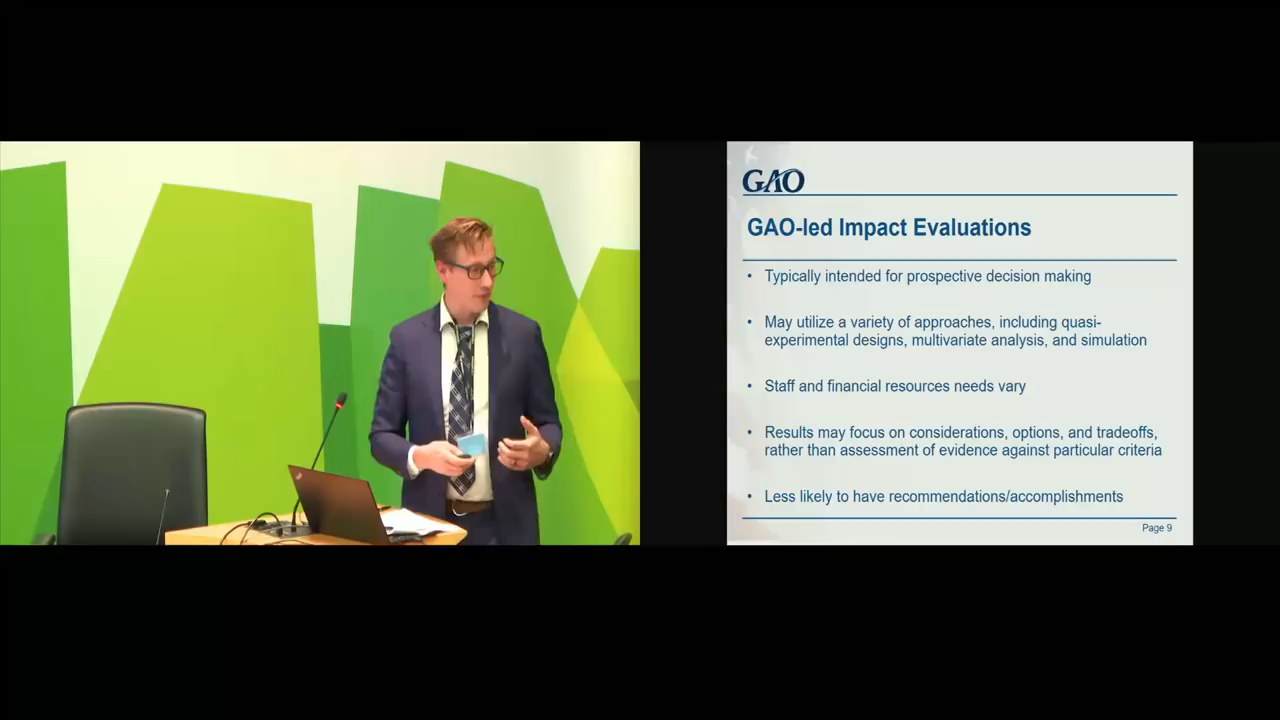 GAO
GAO-led Impact Evaluations
• Typically intended for prospective decision making
• May utilize a variety of approaches, including quasi-
experimental designs, multivariate analysis, and simulation
• Staff and financial resources needs vary
• Results may focus on considerations, options, and tradeoffs,
rather than assessment of evidence against particular criteria
• Less likely to have recommendations/accomplishments
Page 9